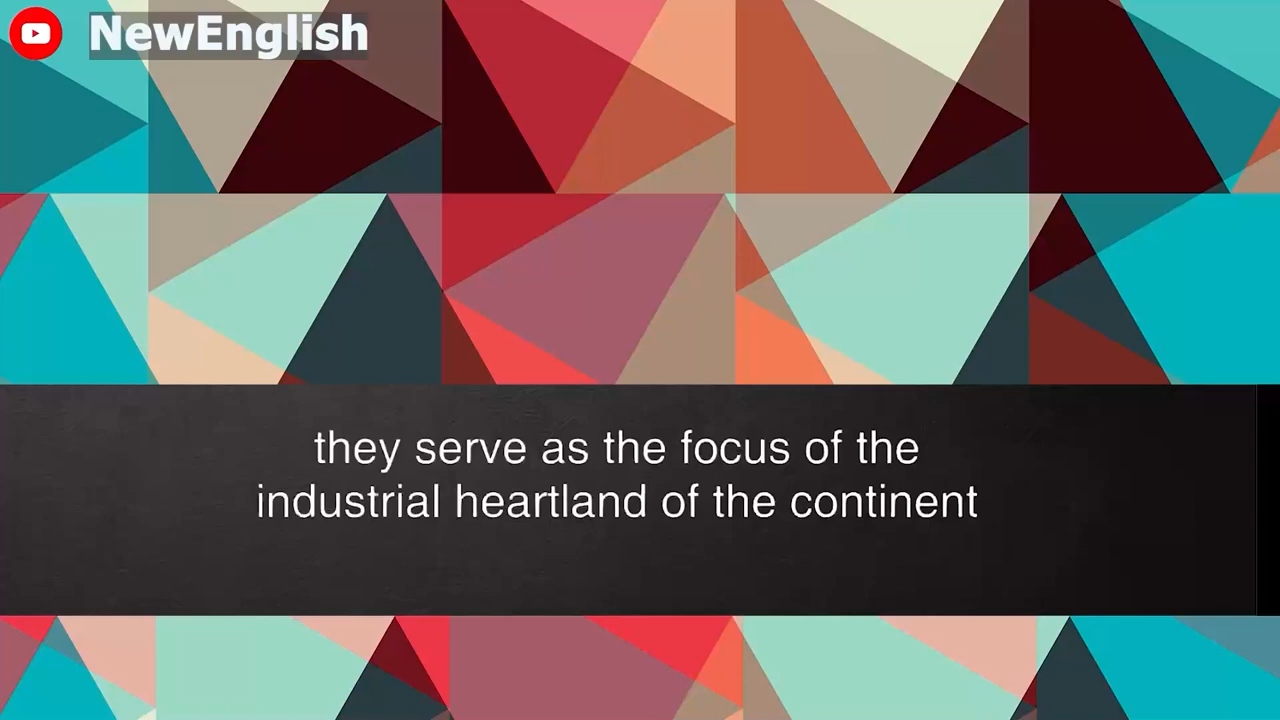 NewEnglish
they serve as the focus of the
industrial heartland of the continent